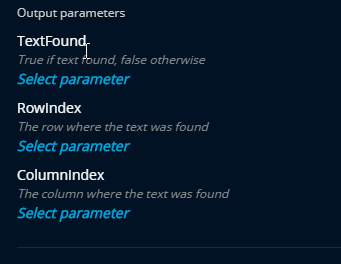 Output parameters
TextFound
True if text found, false otherwise
Select parameter
RowIndex
The row where the text was found
Select parameter
ColumnIndex
The column where the text was found
Select parameter